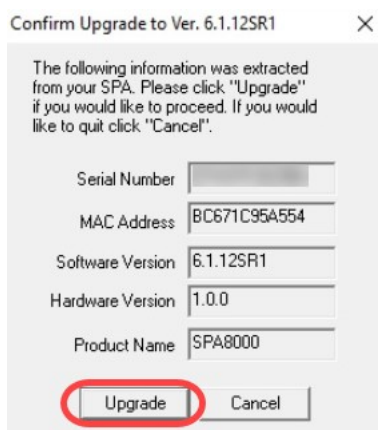 Confirm Upgrade to Ver. 6.1.12SR1
The following information was extracted
from your SPA. Please click "Upgrade"
if you would like to proceed. If you would
like to quit click "Cancel".
Serial Number
MAC Address BC671C95A554
Software Version 6.1.12SR1
Hardware Version 1.0.0
Product Name SPA8000
Upgrade Cancel